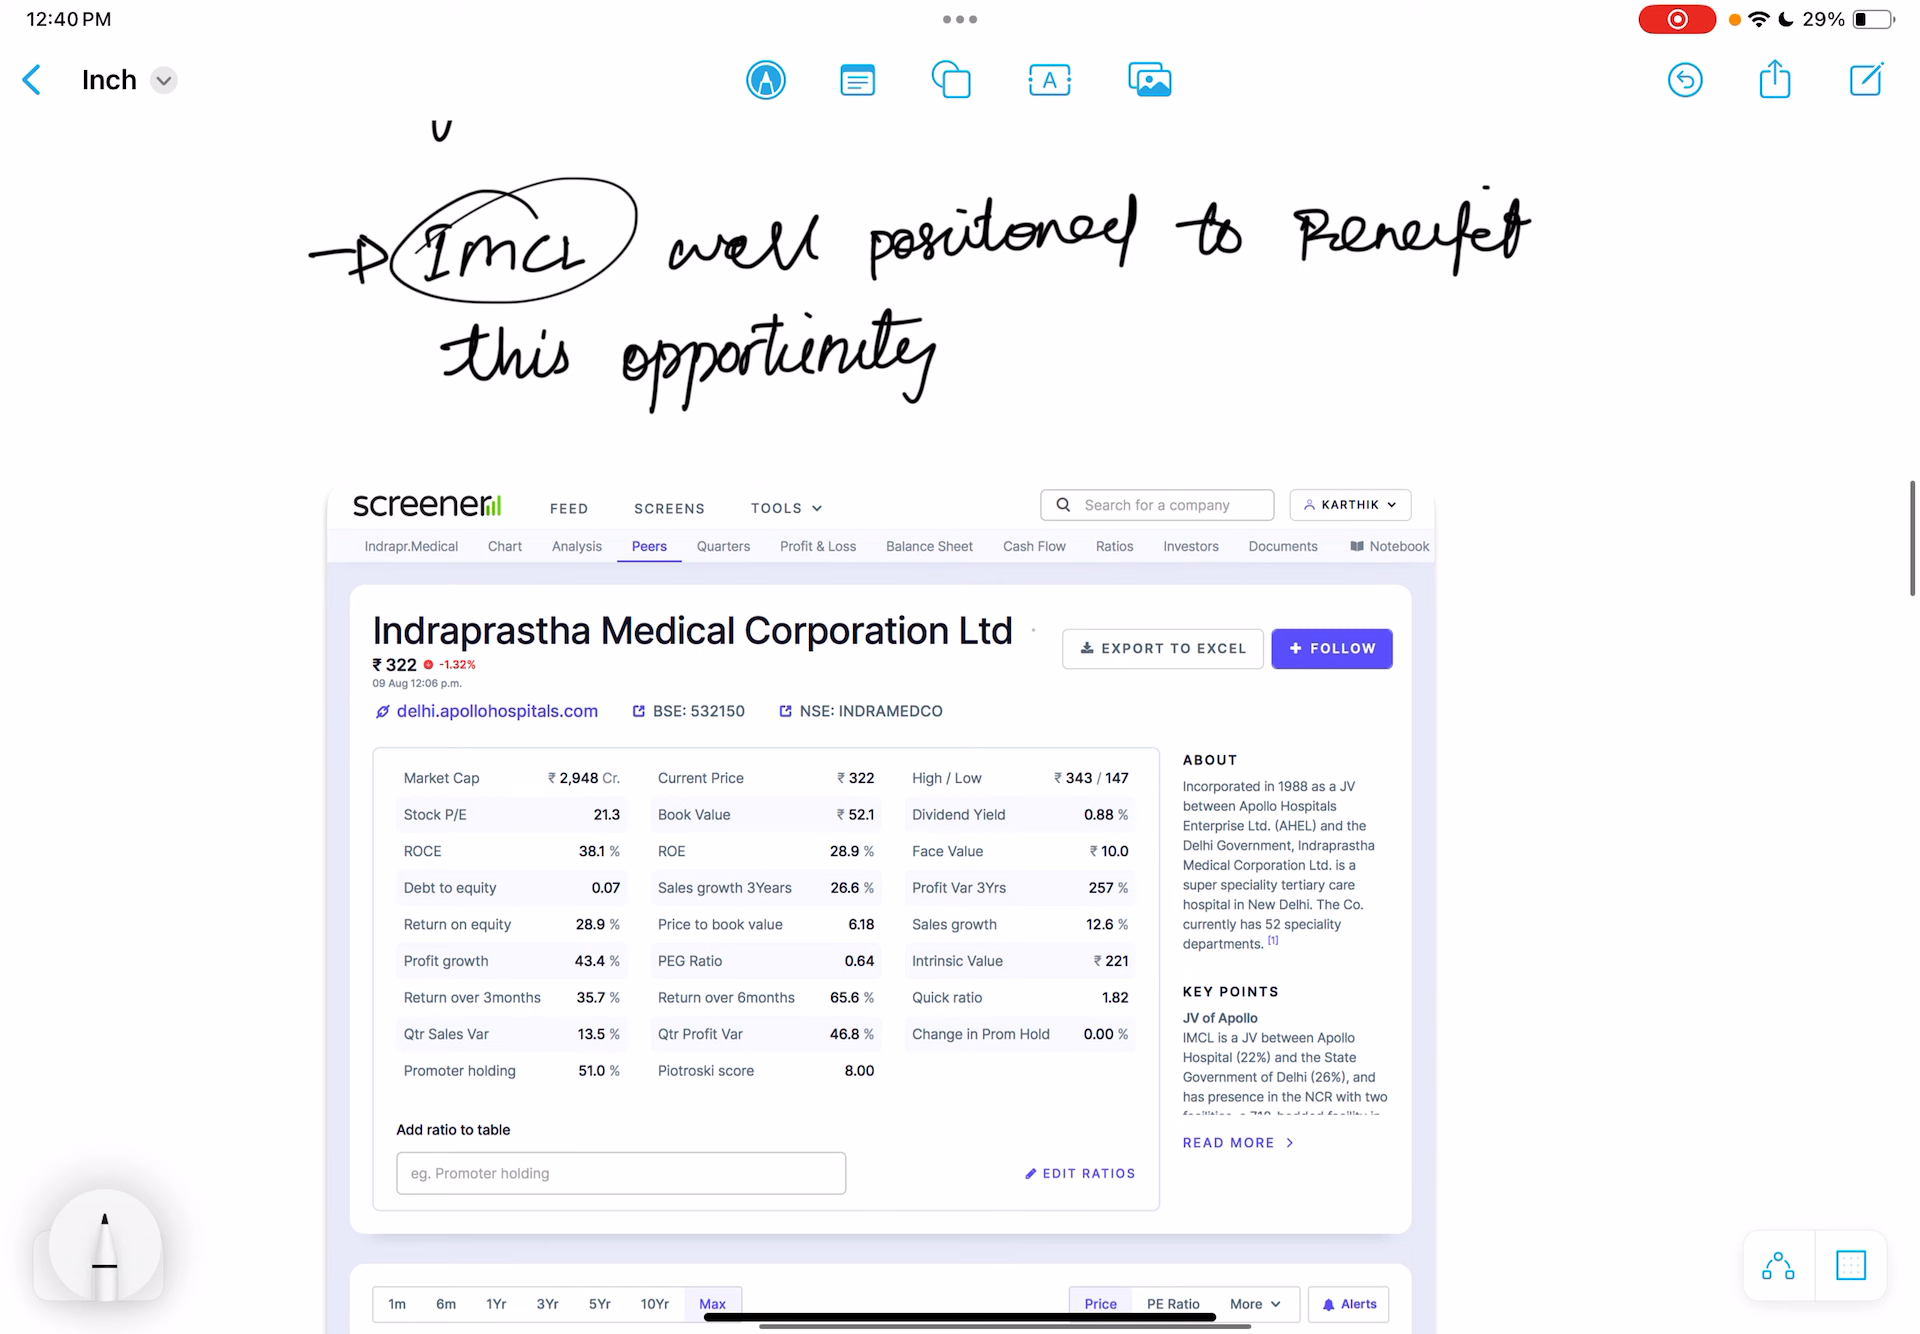 12:40 PM
29%
Inch
A
IMCL well positioned to Benefit
this opportunity
screener
FEED SCREENS TOOLS
Search for a company
KARTHIK
Indrapr.Medical Chart Analysis Peers Quarters Profit & Loss Balance Sheet Cash Flow Ratios Investors Documents Notebook
Indraprastha Medical Corporation Ltd
EXPORT TO EXCEL
+ FOLLOW
₹ 322 -1.32%
09 Aug 12:06 p.m.
delhi.apollohospitals.com BSE: 532150 NSE: INDRAMEDCO
Market Cap ₹ 2,948 Cr. Current Price ₹ 322 High / Low ₹ 343 / 147
Stock P/E 21.3 Book Value ₹ 52.1 Dividend Yield 0.88 %
ROCE 38.1 % ROE 28.9 % Face Value ₹ 10.0
Debt to equity 0.07 Sales growth 3Years 26.6 % Profit Var 3Yrs 257 %
Return on equity 28.9 % Price to book value 6.18 Sales growth 12.6 %
Profit growth 43.4 % PEG Ratio 0.64 Intrinsic Value ₹ 221
Return over 3months 35.7 % Return over 6months 65.6 % Quick ratio 1.82
Qtr Sales Var 13.5 % Qtr Profit Var 46.8 % Change in Prom Hold 0.00 %
Promoter holding 51.0 % Piotroski score 8.00
Add ratio to table
eg. Promoter holding
EDIT RATIOS
ABOUT
Incorporated in 1988 as a JV
between Apollo Hospitals
Enterprise Ltd. (AHEL) and the
Delhi Government, Indraprastha
Medical Corporation Ltd. is a
super speciality tertiary care
hospital in New Delhi. The Co.
currently has 52 speciality
departments. [1]
KEY POINTS
JV of Apollo
IMCL is a JV between Apollo
Hospital (22%) and the State
Government of Delhi (26%), and
has presence in the NCR with two
READ MORE
1m 6m 1Yr 3Yr 5Yr 10Yr Max
Price PE Ratio More
Alerts